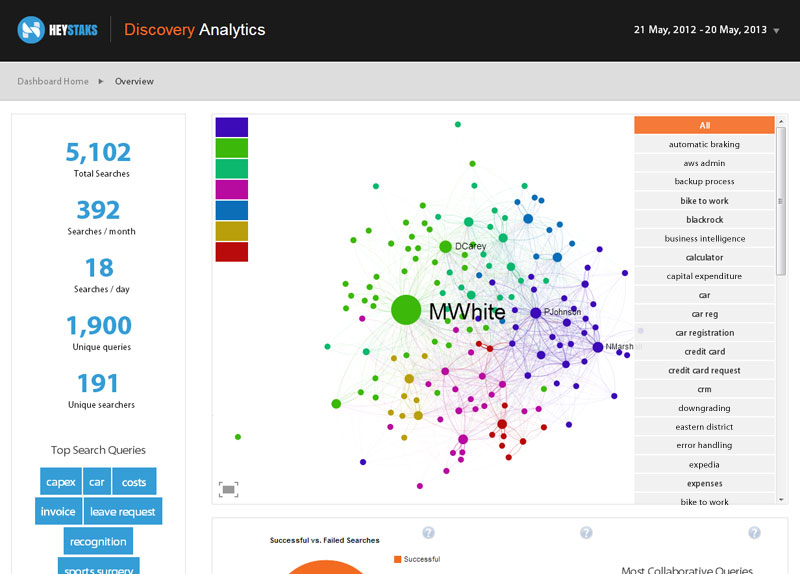 HEYSTAKS
Discovery Analytics
21 May, 2012 - 20 May, 2013
Dashboard Home
Overview
5,102
Total Searches
392
Searches / month
18
Searches / day
1,900
Unique queries
191
Unique searchers
Top Search Queries
capex
car
costs
invoice
leave request
recognition
sports surgery
DCarey
MWhite
PJohnson
NMarsh
All
automatic braking
aws admin
backup process
bike to work
blackrock
business intelligence
calculator
capital expenditure
car
car reg
car registration
credit card
credit card request
crm
downgrading
eastern district
error handling
expedia
expenses
bike to work
Successful vs. Failed Searches
Successful
?
?
?
Most Collaborative Queries